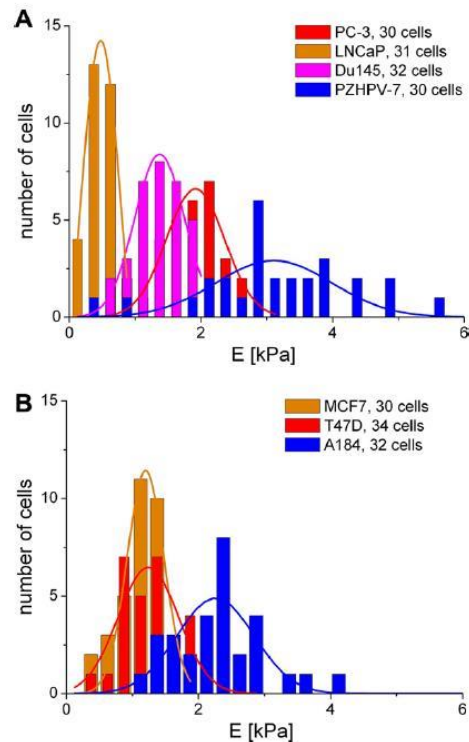 A
PC-3, 30 cells
LNCaP, 31 cells
Du145, 32 cells
PZHPV-7, 30 cells
number of cells
15
10
5
0
0 2 4 6
E [kPa]
B
MCF7, 30 cells
T47D, 34 cells
A184, 32 cells
number of cells
15
10
5
0
0 2 4 6
E [kPa]